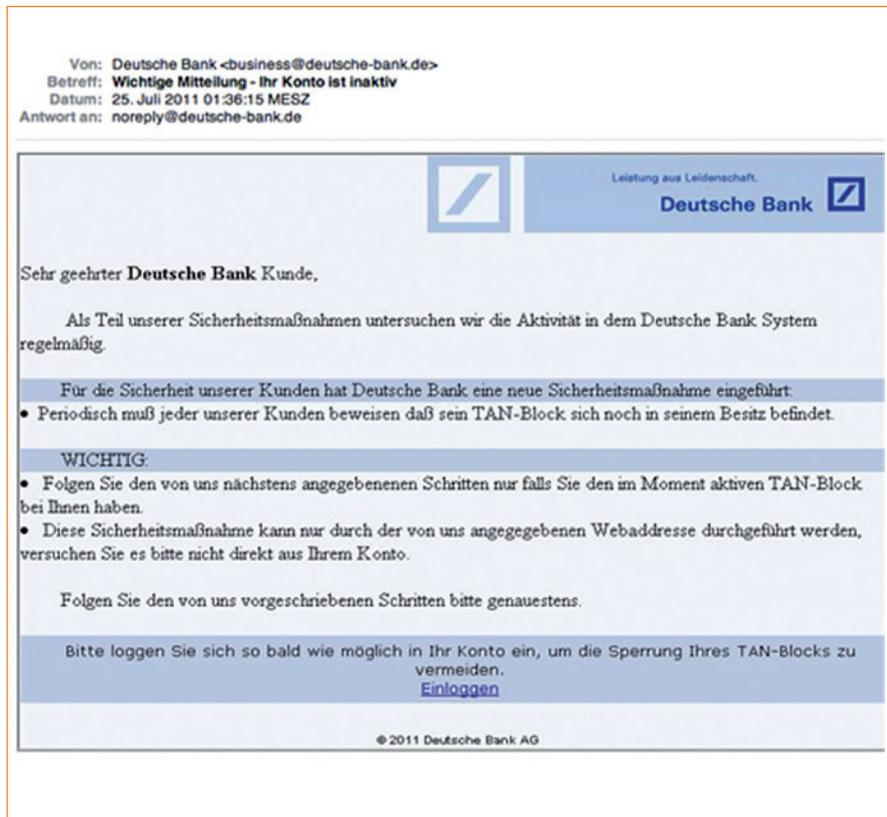 Von: Deutsche Bank <business@deutsche-bank.de>
Betreff: Wichtige Mitteilung - Ihr Konto ist inaktiv
Datum: 25. Juli 2011 01:36:15 MESZ
Antwort an: noreply@deutsche-bank.de
Leistung aus Leidenschaft.
Deutsche Bank
Sehr geehrter Deutsche Bank Kunde,
Als Teil unserer Sicherheitsmaßnahmen untersuchen wir die Aktivität in dem Deutsche Bank System
regelmäßig.
Für die Sicherheit unserer Kunden hat Deutsche Bank eine neue Sicherheitsmaßnahme eingeführt:
• Periodisch muß jeder unserer Kunden beweisen daß sein TAN-Block sich noch in seinem Besitz befindet.
WICHTIG:
• Folgen Sie den von uns nächstens angegebenenen Schritten nur falls Sie den im Moment aktiven TAN-Block
bei Ihnen haben.
• Diese Sicherheitsmaßnahme kann nur durch der von uns angegegebenen Webaddresse durchgeführt werden,
versuchen Sie es bitte nicht direkt aus Ihrem Konto.
Folgen Sie den von uns vorgeschriebenen Schritten bitte genauestens.
Bitte loggen Sie sich so bald wie möglich in Ihr Konto ein, um die Sperrung Ihres TAN-Blocks zu
vermeiden.
Einloggen
© 2011 Deutsche Bank AG